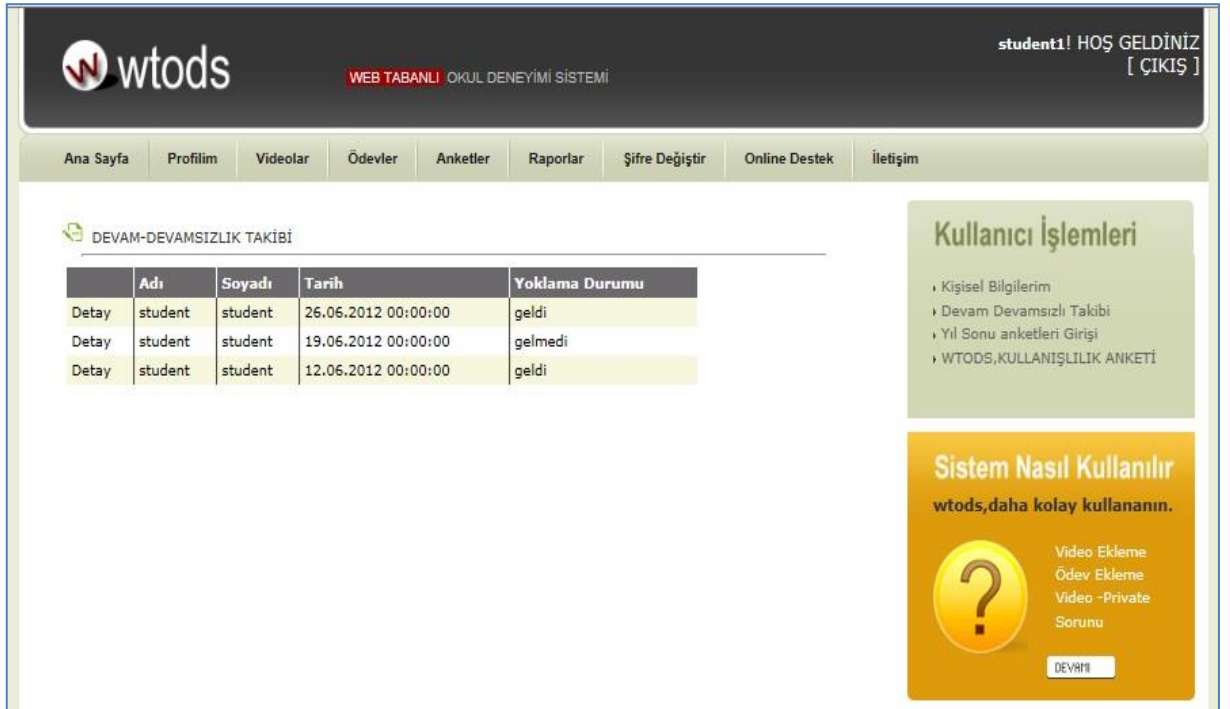 student1! HOŞ GELDİNİZ
[ ÇIKIŞ ]
w wtods
WEB TABANLI OKUL DENEYİMİ SİSTEMİ
Ana Sayfa Profilim Videolar Ödevler Anketler Raporlar Şifre Değiştir Online Destek İletişim
DEVAM-DEVAMSIZLIK TAKİBİ
Adı Soyadı Tarih Yoklama Durumu
Detay student student 26.06.2012 00:00:00 geldi
Detay student student 19.06.2012 00:00:00 gelmedi
Detay student student 12.06.2012 00:00:00 geldi
Kullanıcı İşlemleri
Kişisel Bilgilerim
Devam Devamsızlı Takibi
Yıl Sonu anketleri Girişi
WTODS,KULLANIŞLILIK ANKETİ
Sistem Nasıl Kullanılır
wtods,daha kolay kullananın.
?
Video Ekleme
Ödev Ekleme
Video -Private
Sorunu
DEVAMI